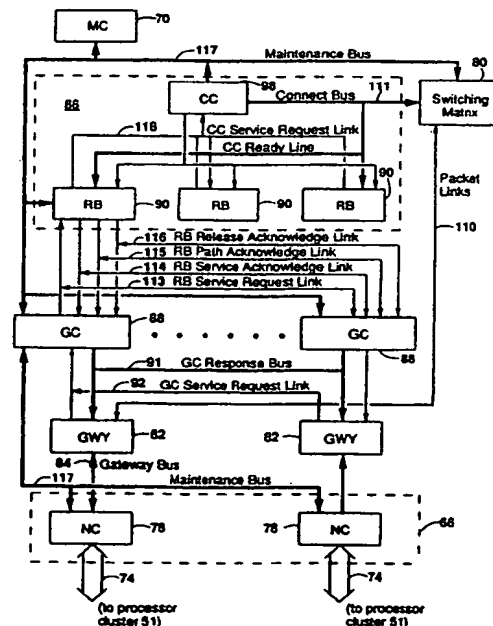 MC
70
117
Maintenance Bus
80
98
111
CC
Connect Bus
Switching
Matrix
86
118
CC Service Request Link
CC Ready Line
Packet
Links
90
RB
90
RB
90
RB
110
116 RB Release Acknowledge Link
115 RB Path Acknowledge Link
114 RB Service Acknowledge Link
113 RB Service Request Link
GC
88
GC
88
91
GC Response Bus
92
GC Service Request Link
GWY
82
82
GWY
84
Gateway Bus
117
Maintenance Bus
66
NC
78
78
NC
74
74
(to processor
cluster 51)
(to processor
cluster 51)